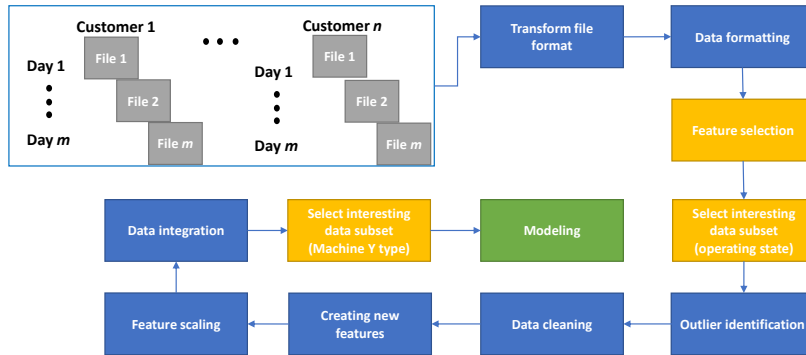 Customer 1
Customer n
File 1
File 1
Day 1
Day 1
File 2
File 2
Day m
Day m
File m
File m
Transform file
format
Data formatting
Feature selection
Select interesting
data subset
(operating state)
Outlier identification
Data cleaning
Creating new
features
Feature scaling
Data integration
Select interesting
data subset
(Machine Y type)
Modeling